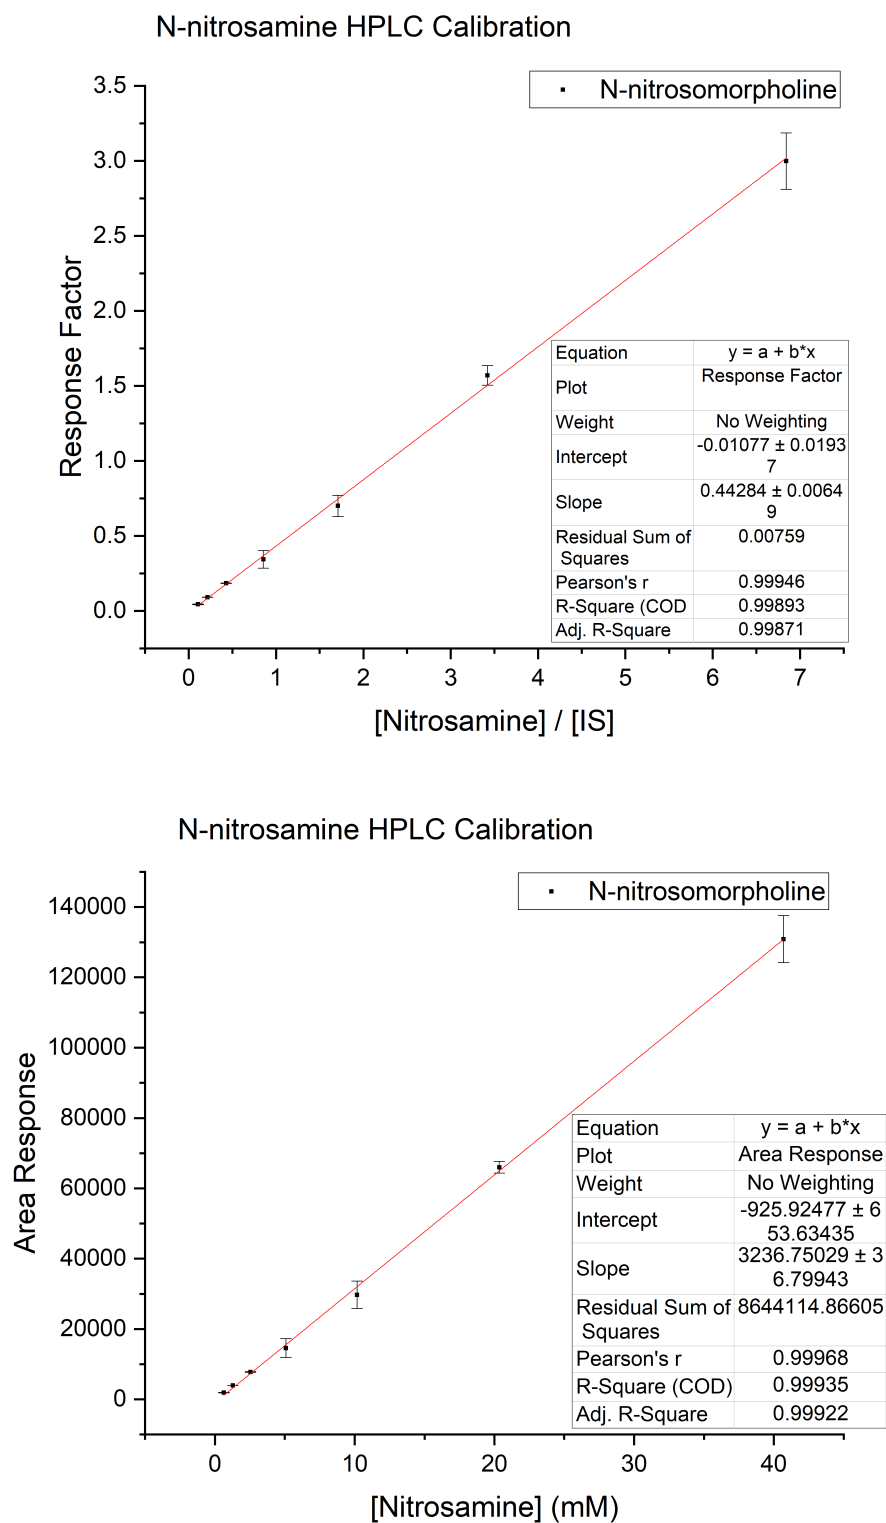 N-nitrosamine HPLC Calibration
N-nitrosomorpholine
3.5
3.0
2.5
2.0
1.5
1.0
0.5
0.0
Response Factor
Equation y = a + b*x
Plot Response Factor
Weight No Weighting
Intercept -0.01077 ± 0.0193
7
Slope 0.44284 ± 0.0064
9
Residual Sum of 0.00759
Squares
Pearson's r 0.99946
R-Square (COD 0.99893
Adj. R-Square 0.99871
0 1 2 3 4 5 6 7
[Nitrosamine] / [IS]
N-nitrosamine HPLC Calibration
N-nitrosomorpholine
140000
120000
100000
80000
60000
40000
20000
0
Area Response
Equation y = a + b*x
Plot Area Response
Weight No Weighting
Intercept -925.92477 ± 6
53.63435
Slope 3236.75029 ± 3
6.79943
Residual Sum of 8644114.86605
Squares
Pearson's r 0.99968
R-Square (COD) 0.99935
Adj. R-Square 0.99922
0 10 20 30 40
[Nitrosamine] (mM)